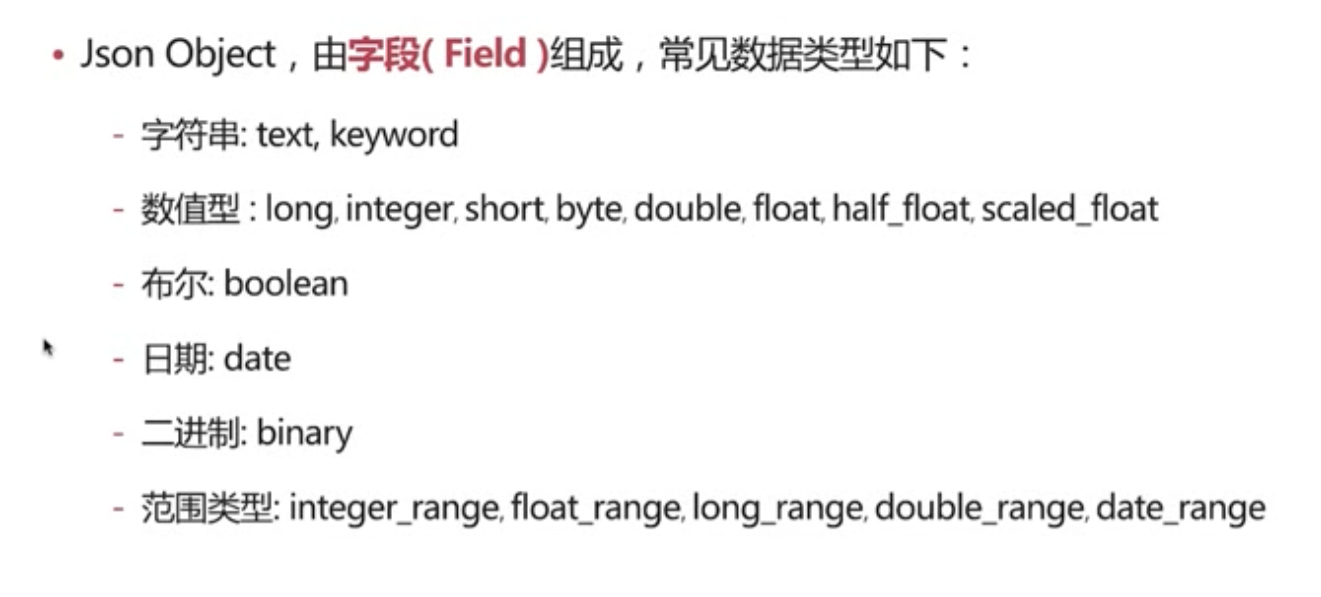 • Json Object，由字段( Field )组成，常见数据类型如下：
- 字符串: text, keyword
- 数值型 : long, integer, short, byte, double, float, half_float, scaled_float
- 布尔: boolean
- 日期: date
- 二进制: binary
- 范围类型: integer_range, float_range, long_range, double_range, date_range